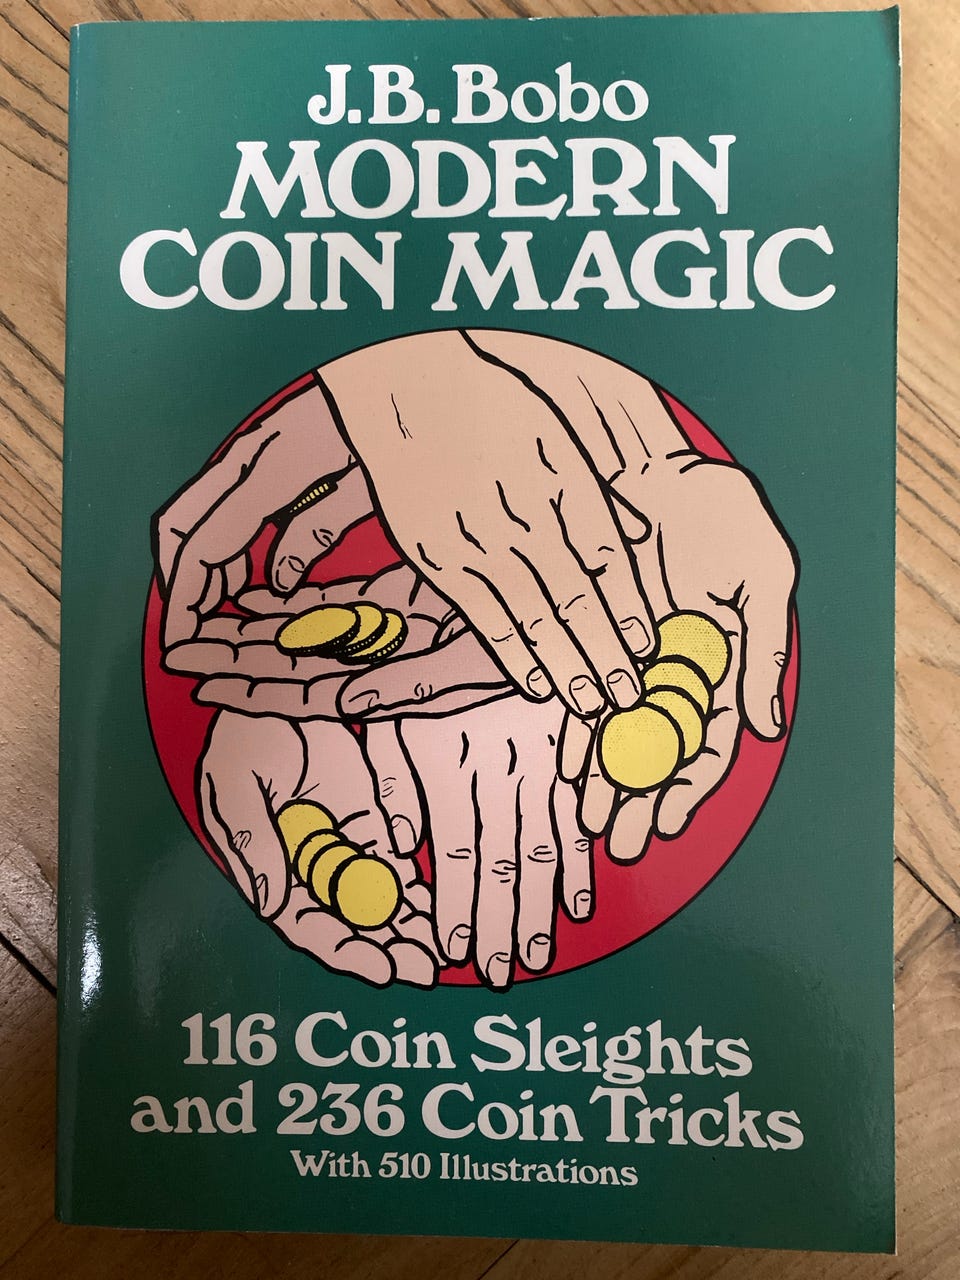 J.B. Bobo
MODERN
COIN MAGIC
116 Coin Sleights
and 236 Coin Tricks
With 510 Illustrations